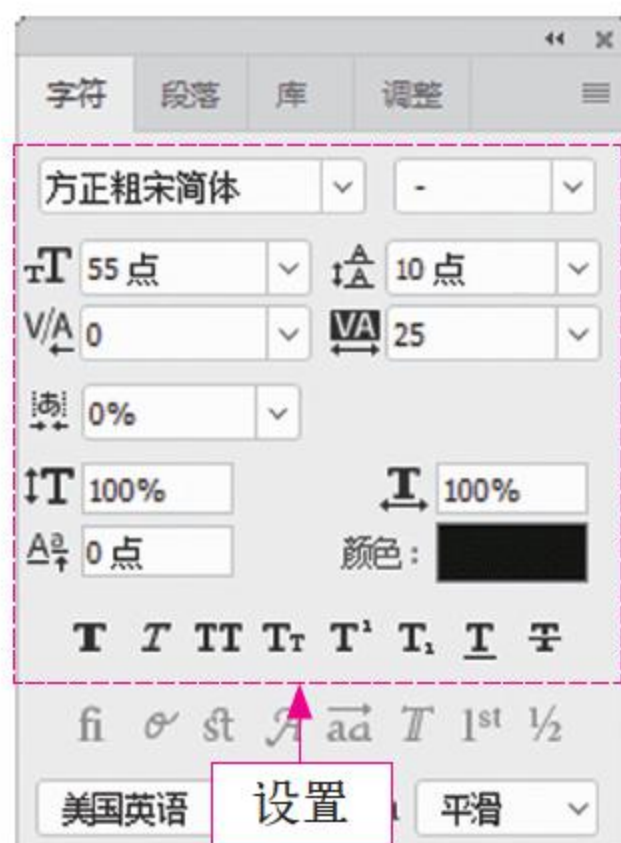 字符 段落 库 调整
方正粗宋简体 -
T 55 点 A A 10 点
V/A 0 VA 25
あ 0%
T 100% T 100%
Aa 0 点 颜色：
T T TT Tт T¹ T₁ T T
fi st A ad T 1st ½
美国英语 平滑
设置